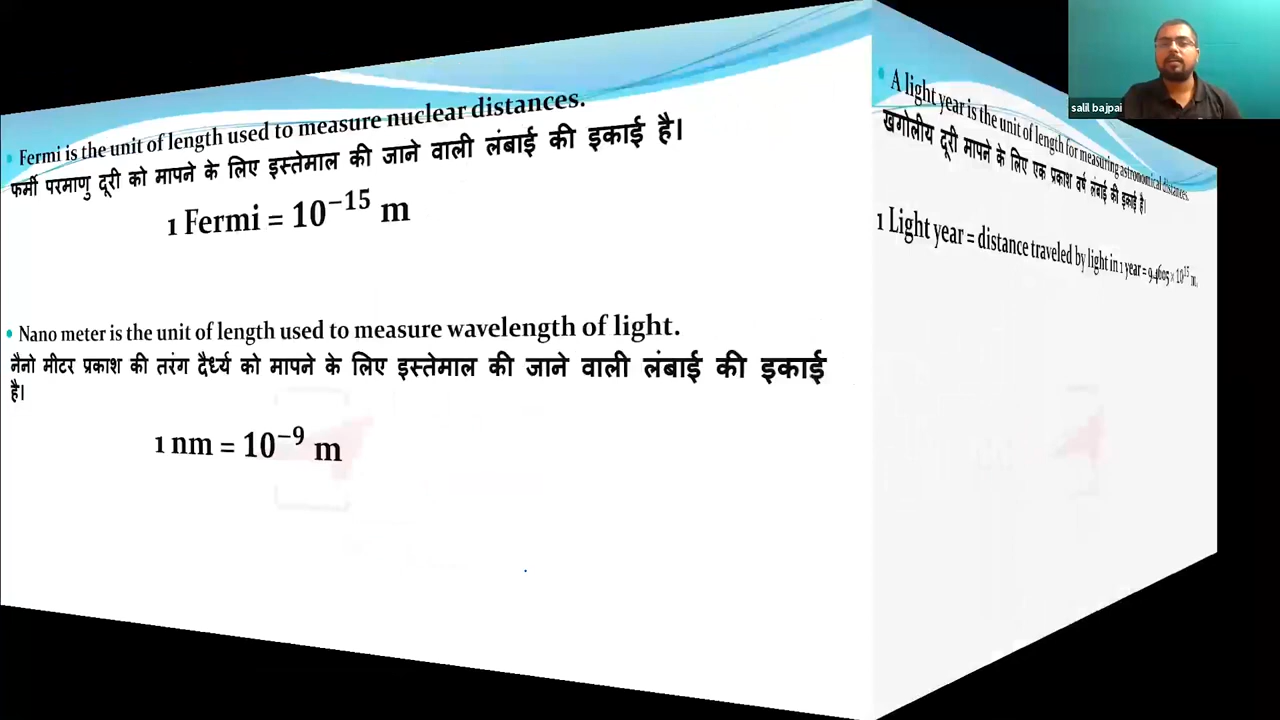 Fermi is the unit of length used to measure nuclear distances.
फर्मी परमाणु दूरी को मापने के लिए इस्तेमाल की जाने वाली लंबाई की इकाई है।
1 Fermi = 10⁻¹⁵ m
Nano meter is the unit of length used to measure wavelength of light.
नैनो मीटर प्रकाश की तरंग दैर्ध्य को मापने के लिए इस्तेमाल की जाने वाली लंबाई की इकाई
है।
1 nm = 10⁻⁹ m
A light year is the unit of length for measuring astronomical distances.
खगोलीय दूरी मापने के लिए एक प्रकाश वर्ष लंबाई की इकाई है।
1 Light year = distance traveled by light in 1 year = 9.4605 × 10¹⁵ m.
salil bajpai